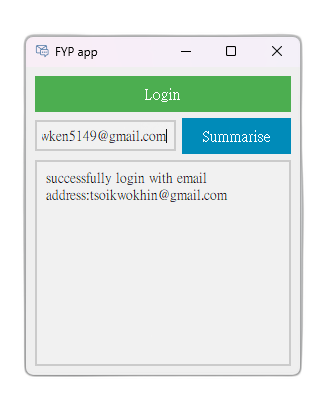 FYP app
Login
wken5149@gmail.com
Summarise
successfully login with email
address:tsoikwokhin@gmail.com